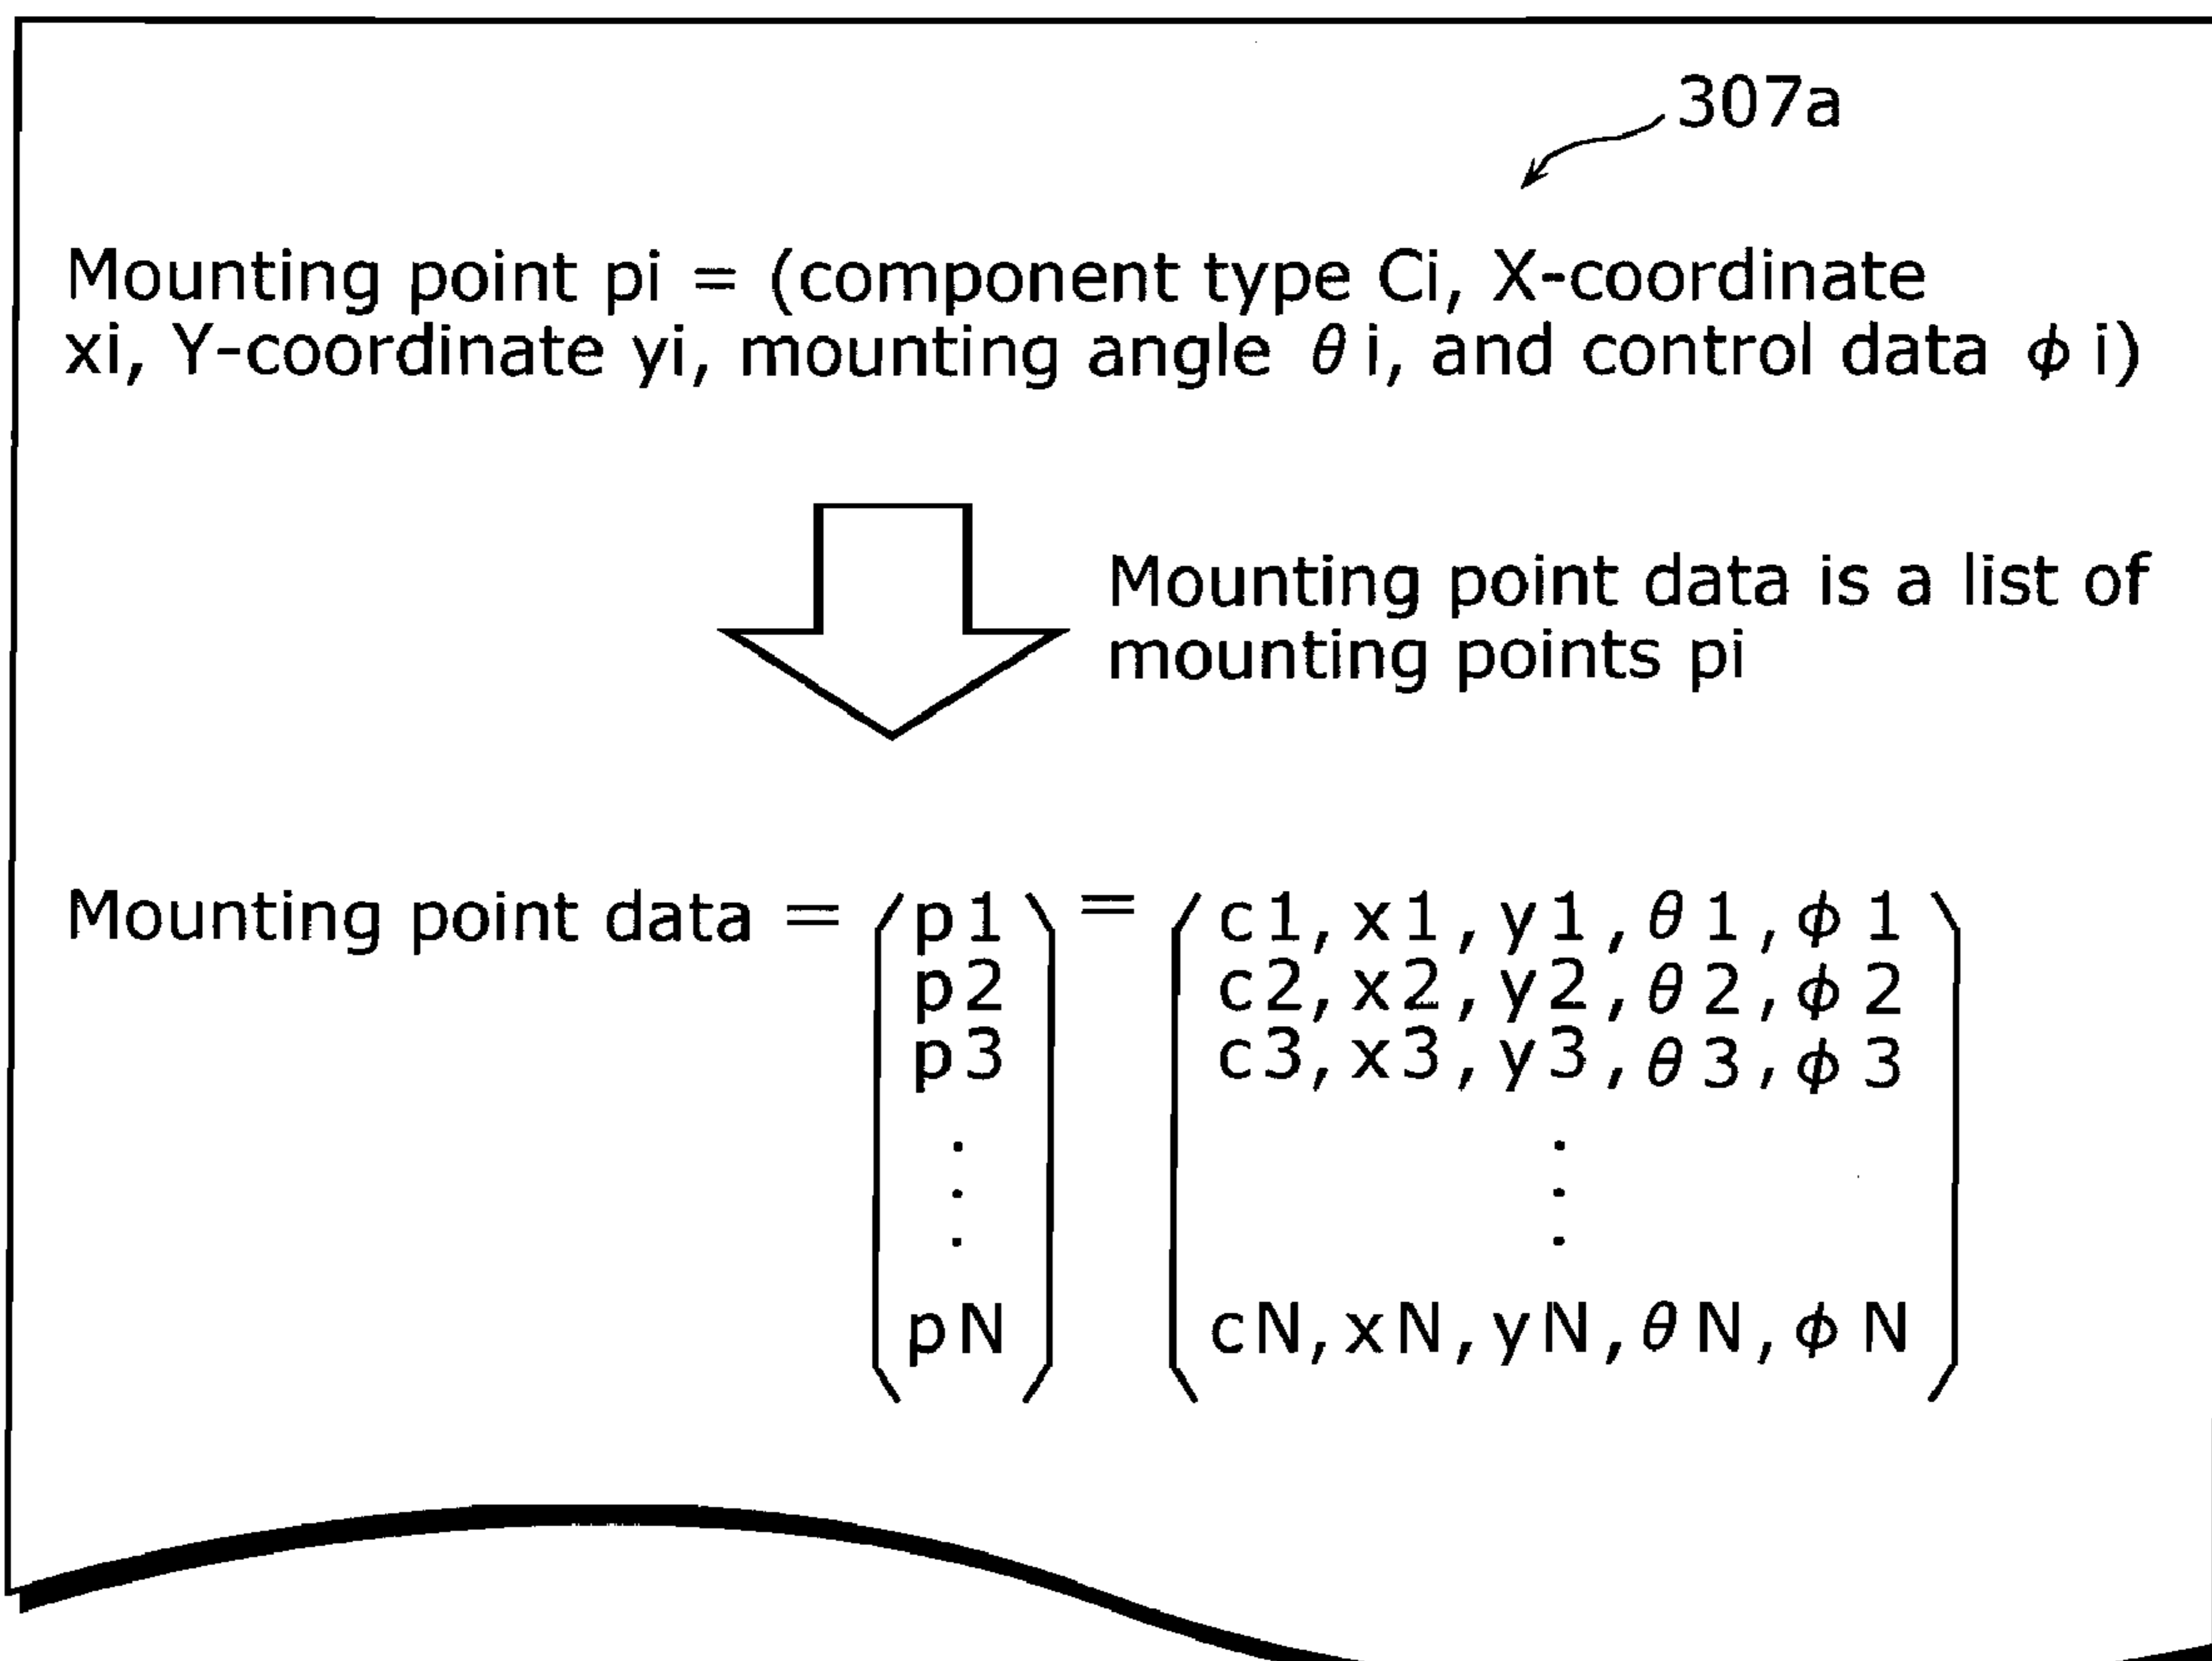 307a
Mounting point pi = (component type Ci, X-coordinate
xi, Y-coordinate yi, mounting angle θi, and control data ϕi)
Mounting point data is a list of
mounting points pi
Mounting point data = (p1) = (c1,x1,y1,θ1,ϕ1)
p2 c2,x2,y2,θ2,ϕ2
p3 c3,x3,y3,θ3,ϕ3
. .
. .
. .
pN cN,xN,yN,θN,ϕN